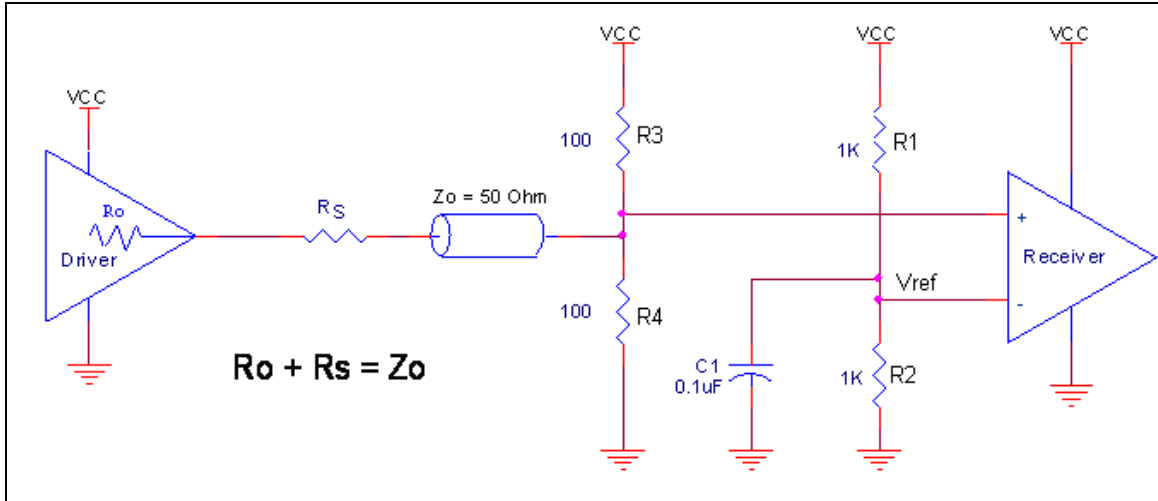 VCC
VCC
VCC
VCC
R3
100
R1
1K
Zo = 50 Ohm
Ro
RS
Driver
+
Receiver
Vref
-
100
R4
Ro + Rs = Zo
C1
0.1uF
R2
1K